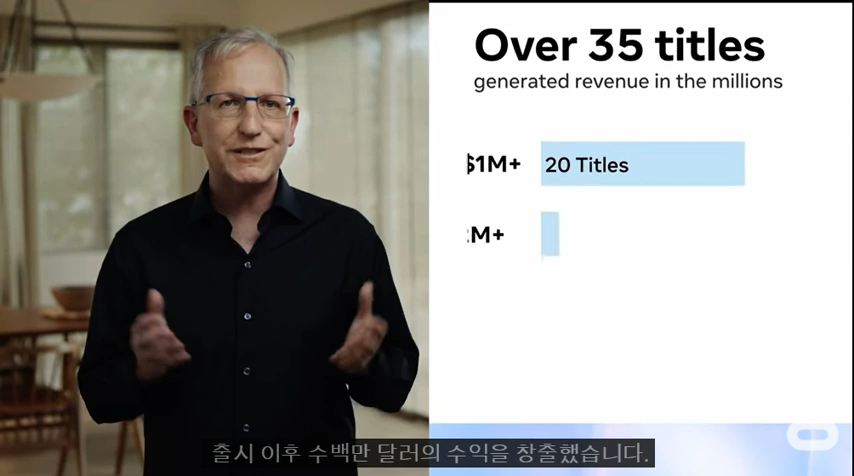 Over 35 titles
generated revenue in the millions
$1M+ 20 Titles
M+
출시 이후 수백만 달러의 수익을 창출했습니다.